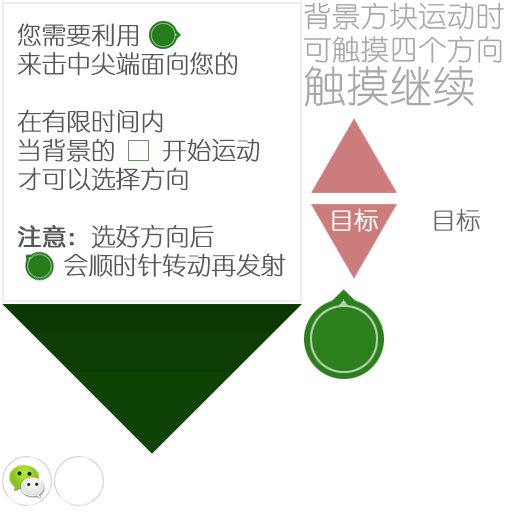 您需要利用
来击中尖端面向您的
在有限时间内
当背景的 开始运动
才可以选择方向
注意：选好方向后
会顺时针转动再发射
背景方块运动时
可触摸四个方向
触摸继续
目标
目标